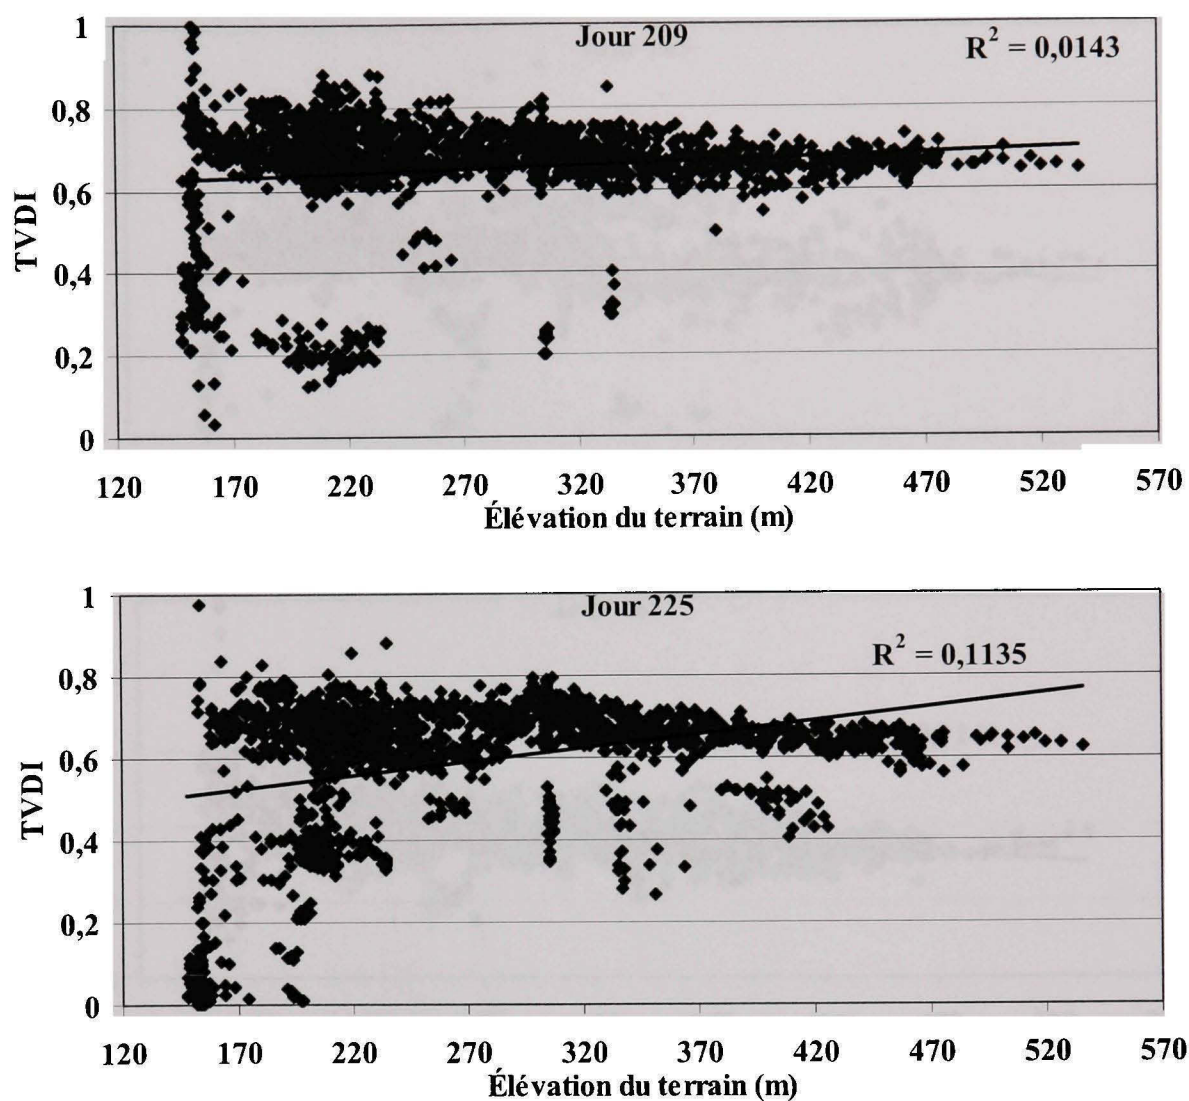 Jour 209
R² = 0,0143
1
0,8
0,6
0,4
0,2
0
TVDI
120 170 220 270 320 370 420 470 520 570
Élévation du terrain (m)
Jour 225
R² = 0,1135
1
0,8
0,6
0,4
0,2
0
TVDI
120 170 220 270 320 370 420 470 520 570
Élévation du terrain (m)